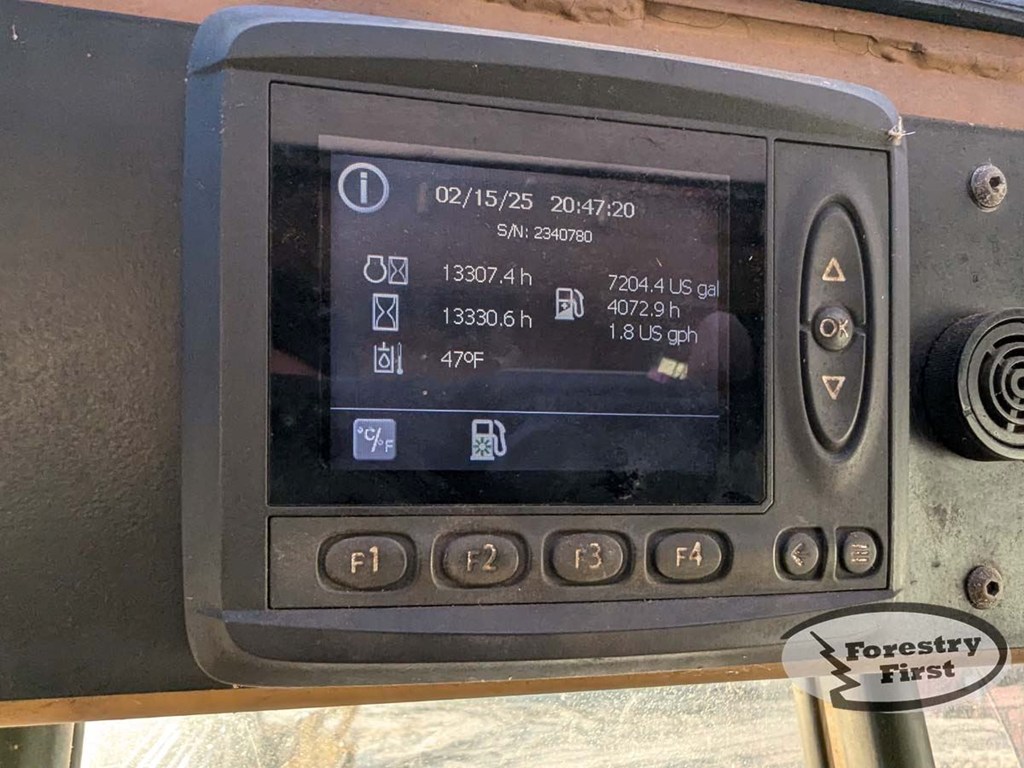 02/15/25 20:47:20
S/N: 2340780
13307.4 h
7204.4 US gal
4072.9 h
13330.6 h
1.8 US gph
47ºF
°C/°F
OK
F1 F2 F3 F4
Forestry
First